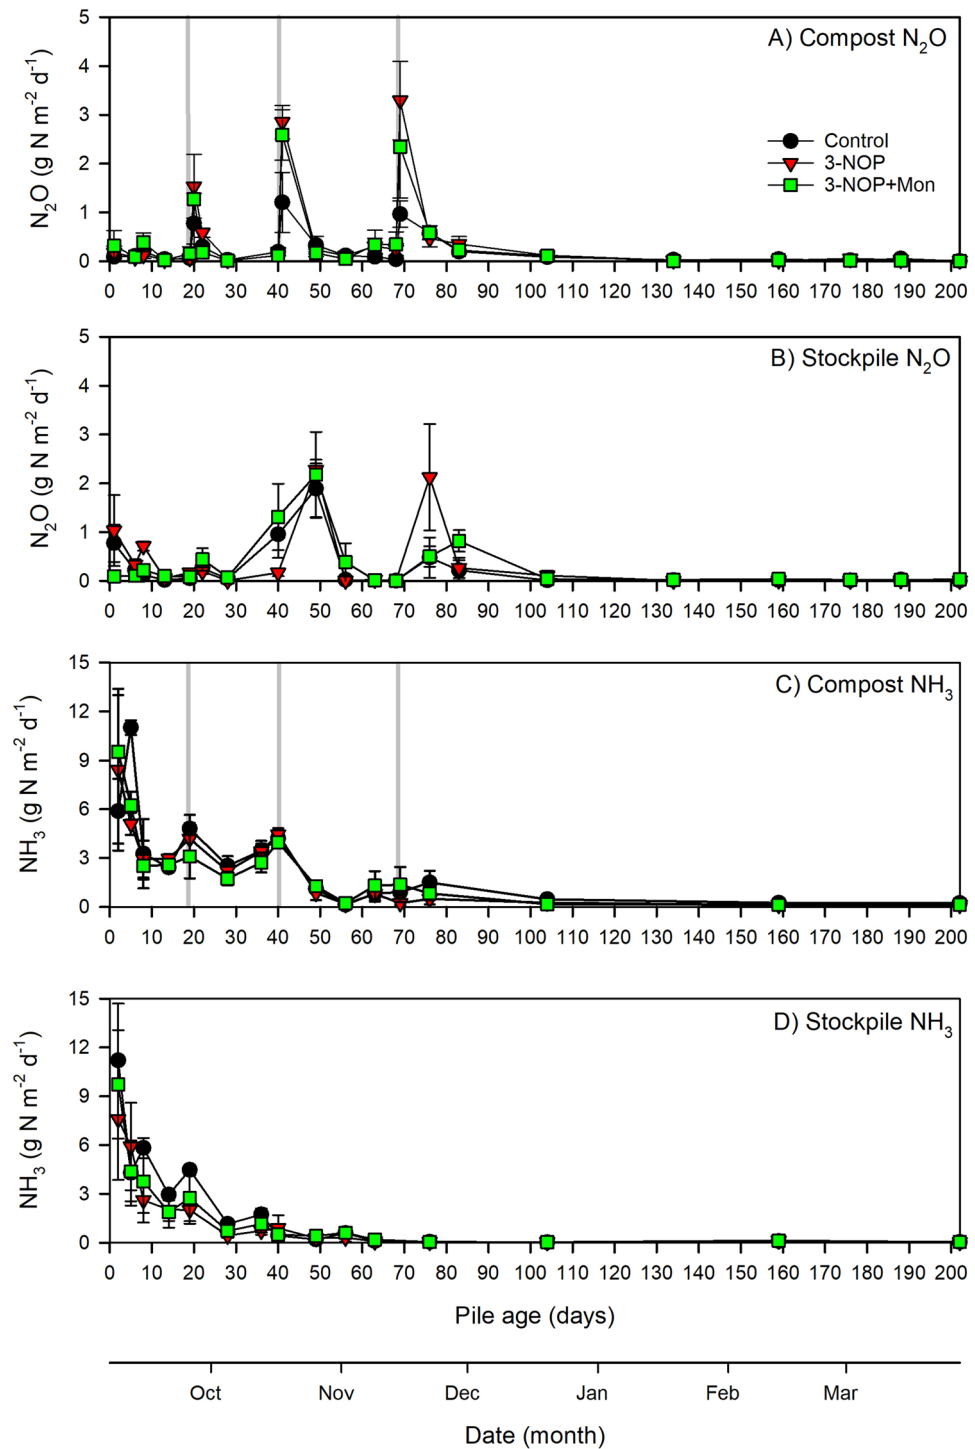 A) Compost N₂O
N₂O (g N m⁻² d⁻¹)
5
4
3
2
1
0
Control
3-NOP
3-NOP+Mon
0 10 20 30 40 50 60 70 80 90 100 110 120 130 140 150 160 170 180 190 200
B) Stockpile N₂O
N₂O (g N m⁻² d⁻¹)
5
4
3
2
1
0
0 10 20 30 40 50 60 70 80 90 100 110 120 130 140 150 160 170 180 190 200
C) Compost NH₃
NH₃ (g N m⁻² d⁻¹)
15
12
9
6
3
0
0 10 20 30 40 50 60 70 80 90 100 110 120 130 140 150 160 170 180 190 200
D) Stockpile NH₃
NH₃ (g N m⁻² d⁻¹)
15
12
9
6
3
0
0 10 20 30 40 50 60 70 80 90 100 110 120 130 140 150 160 170 180 190 200
Pile age (days)
Oct Nov Dec Jan Feb Mar
Date (month)